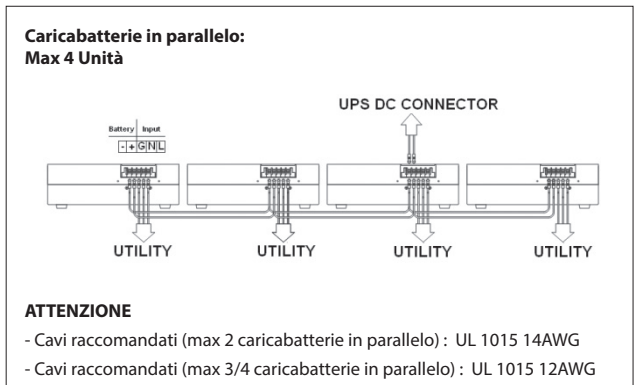 Caricabatterie in parallelo:
Max 4 Unità
UPS DC CONNECTOR
Battery Input
- + G N L
UTILITY UTILITY UTILITY UTILITY
ATTENZIONE
- Cavi raccomandati (max 2 caricabatterie in parallelo) : UL 1015 14AWG
- Cavi raccomandati (max 3/4 caricabatterie in parallelo) : UL 1015 12AWG